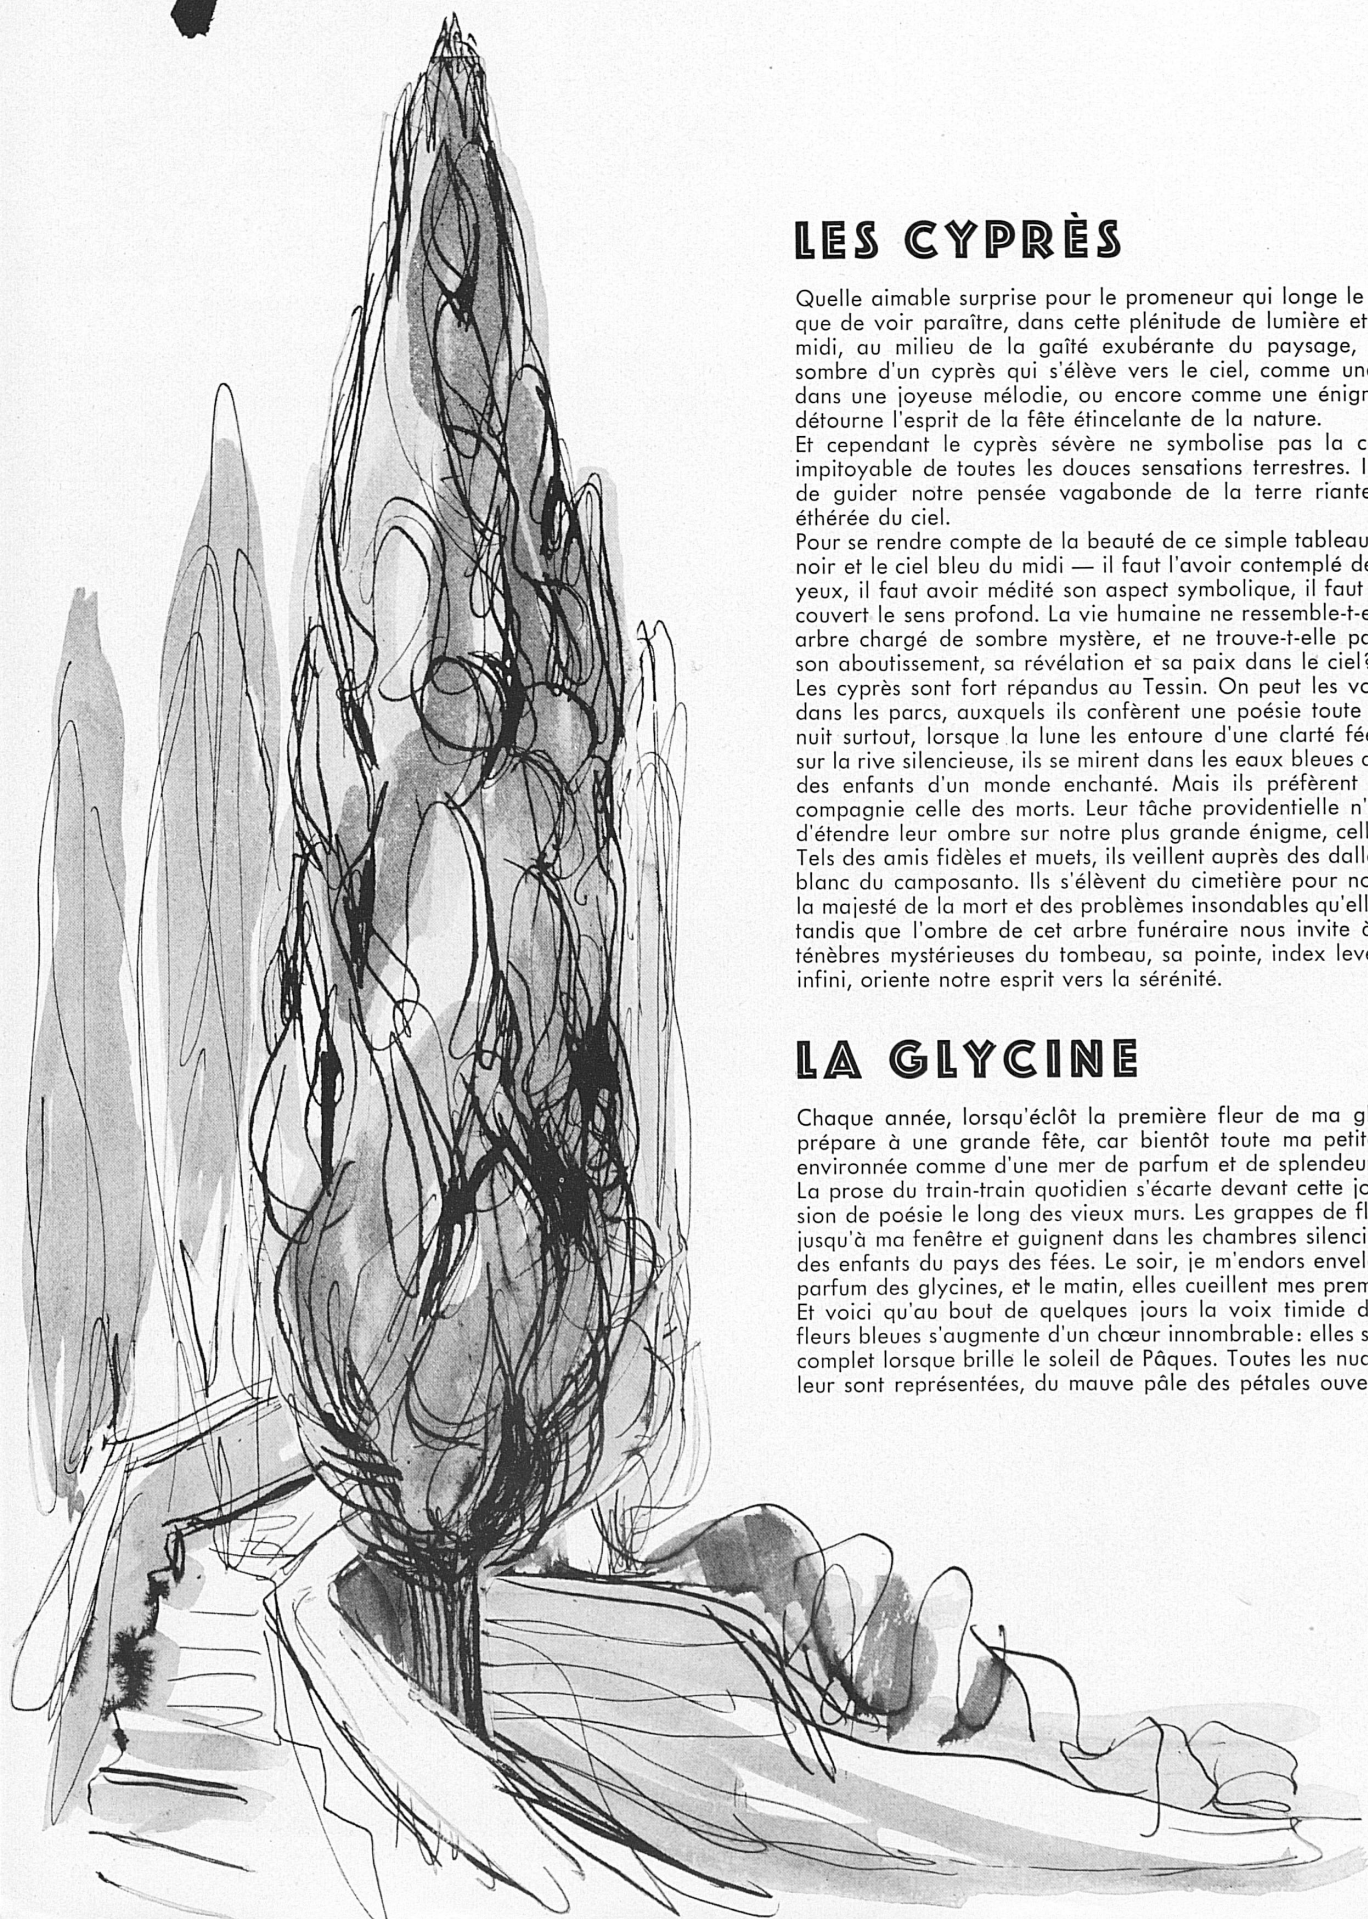 LES CYPRÈS
Quelle aimable surprise pour le promeneur qui longe le
que de voir paraître, dans cette plénitude de lumière et
midi, au milieu de la gaîté exubérante du paysage,
sombre d'un cyprès qui s'élève vers le ciel, comme
dans une joyeuse mélodie, ou encore comme une
détourne l'esprit de la fête étincelante de la nature.
Et cependant le cyprès sévère ne symbolise pas la
impitoyable de toutes les douces sensations terrestres.
de guider notre pensée vagabonde de la terre riante
éthérée du ciel.
Pour se rendre compte de la beauté de ce simple tableau
noir et le ciel bleu du midi — il faut l'avoir contemplé
yeux, il faut avoir médité son aspect symbolique, il faut
couvert le sens profond. La vie humaine ne ressemble-t-e
arbre chargé de sombre mystère, et ne trouve-t-elle
son aboutissement, sa révélation et sa paix dans le ciel?
Les cyprès sont fort répandus au Tessin. On peut les
dans les parcs, auxquels ils confèrent une poésie toute
nuit surtout, lorsque la lune les entoure d'une clarté
sur la rive silencieuse, ils se mirent dans les eaux bleues
des enfants d'un monde enchanté. Mais ils préfèrent
compagnie celle des morts. Leur tâche providentielle n'
d'étendre leur ombre sur notre plus grande énigme,
Tels des amis fidèles et muets, ils veillent auprès des
blanc du camposanto. Ils s'élèvent du cimetière pour
la majesté de la mort et des problèmes insondables
tandis que l'ombre de cet arbre funéraire nous invite à
ténèbres mystérieuses du tombeau, sa pointe, index
infini, oriente notre esprit vers la sérénité.
LA GLYCINE
Chaque année, lorsqu'éclôt la première fleur de ma
prépare à une grande fête, car bientôt toute ma
environnée comme d'une mer de parfum et de
La prose du train-train quotidien s'écarte devant cette
sion de poésie le long des vieux murs. Les grappes de
jusqu'à ma fenêtre et guignent dans les chambres
des enfants du pays des fées. Le soir, je m'endors
parfum des glycines, et le matin, elles cueillent mes
Et voici qu'au bout de quelques jours la voix timide
fleurs bleues s'augmente d'un chœur innombrable: elles
complet lorsque brille le soleil de Pâques. Toutes les
leur sont représentées, du mauve pâle des pétales